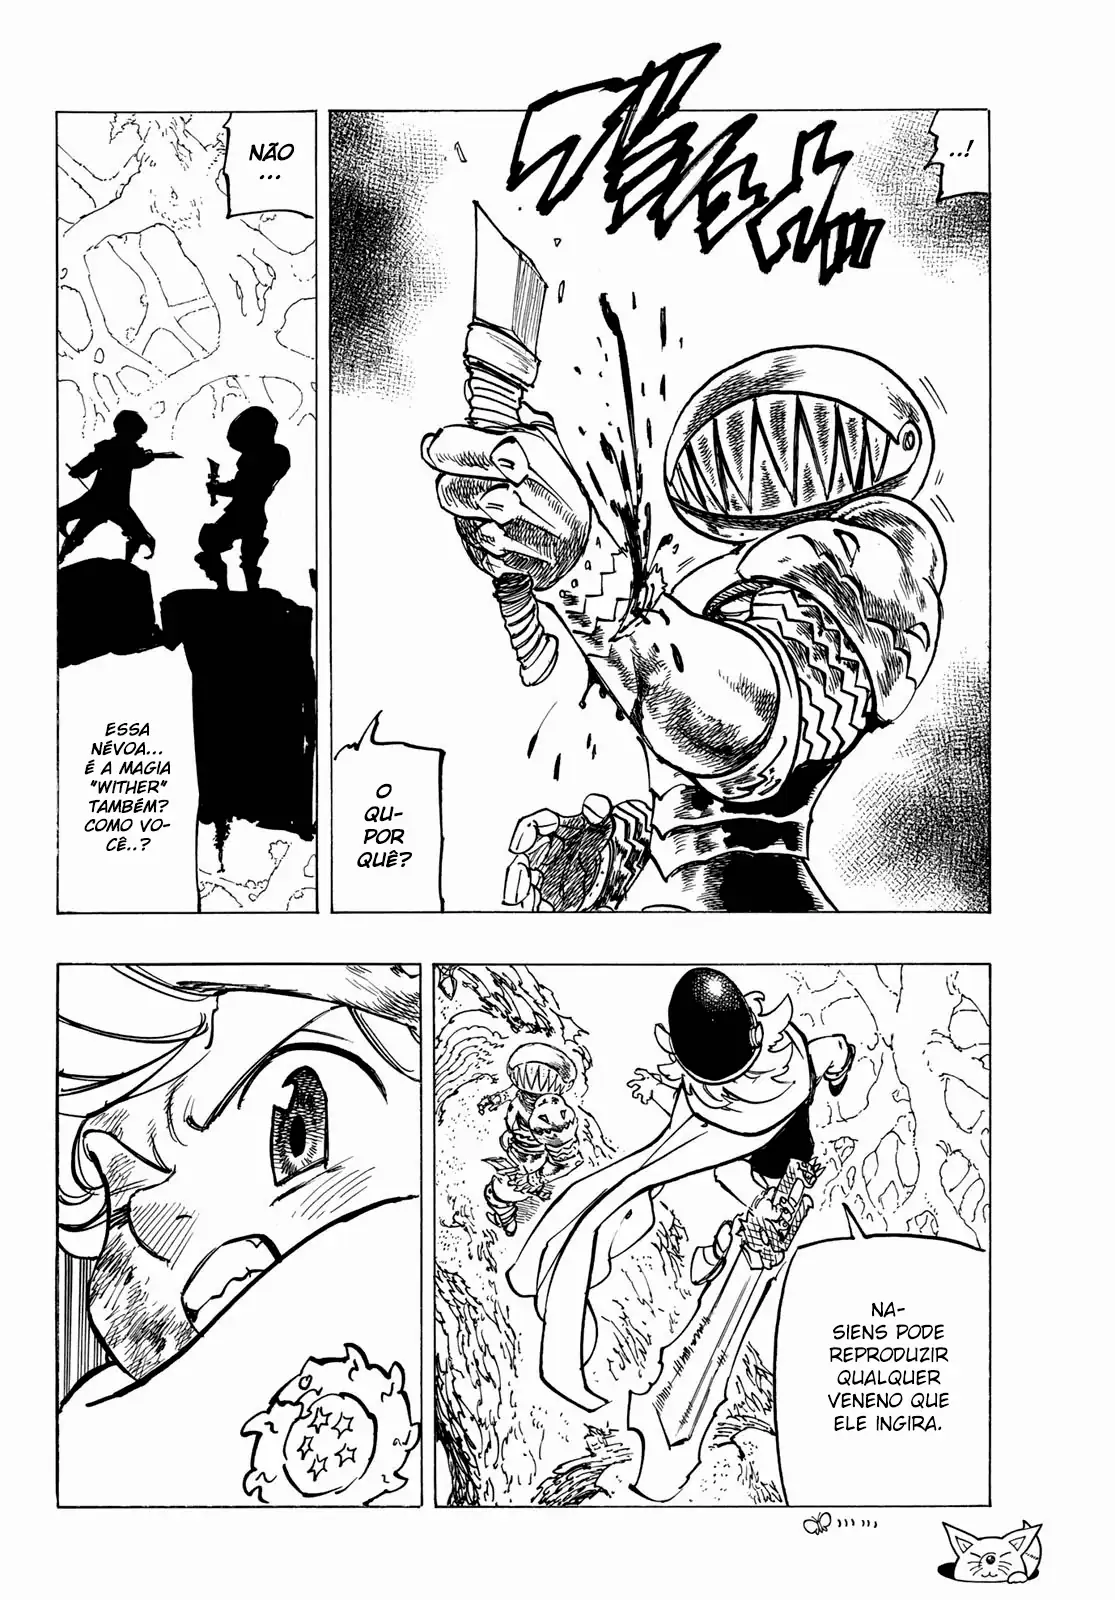 ..!
O
QU-
POR
QUÊ?
NÃO
...
ESSA
NÉVOA...
É A MAGIA
"WITHER"
TAMBÉM?
COMO VO-
CÊ..?
NA-
SIENS PODE
REPRODUZIR
QUALQUER
VENENO QUE
ELE INGIRA.